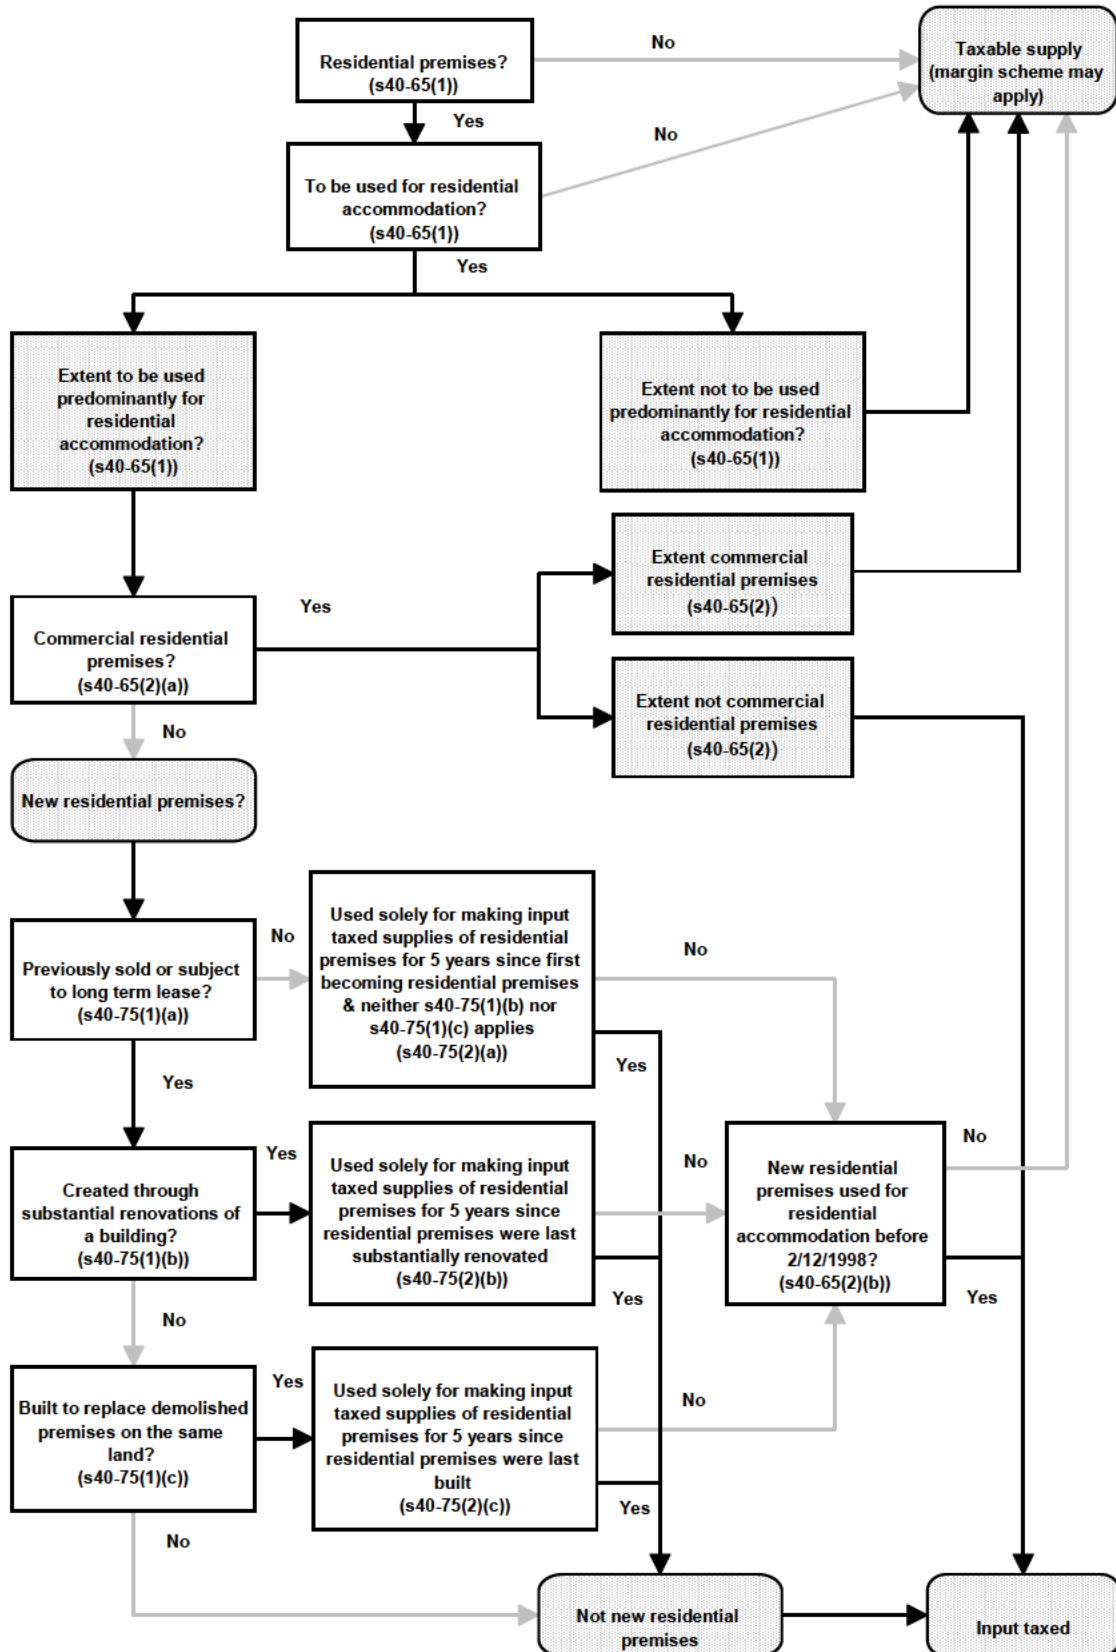 Residential premises?
(s40-65(1))
No
Taxable supply
(margin scheme may
apply)
Yes
No
To be used for residential
accommodation?
(s40-65(1))
Yes
Extent to be used
predominantly for
residential
accommodation?
(s40-65(1))
Extent not to be used
predominantly for residential
accommodation?
(s40-65(1))
Commercial residential
premises?
(s40-65(2)(a))
Yes
Extent commercial
residential premises
(s40-65(2))
Extent not commercial
residential premises
(s40-65(2))
No
New residential premises?
Previously sold or subject
to long term lease?
(s40-75(1)(a))
No
Used solely for making input
taxed supplies of residential
premises for 5 years since first
becoming residential premises
& neither s40-75(1)(b) nor
s40-75(1)(c) applies
(s40-75(2)(a))
No
Yes
Yes
Created through
substantial renovations of
a building?
(s40-75(1)(b))
Yes
Used solely for making input
taxed supplies of residential
premises for 5 years since
residential premises were last
substantially renovated
(s40-75(2)(b))
No
Yes
New residential
premises used for
residential
accommodation before
2/12/1998?
(s40-65(2)(b))
No
Yes
No
Built to replace demolished
premises on the same
land?
(s40-75(1)(c))
Yes
Used solely for making input
taxed supplies of residential
premises for 5 years since
residential premises were last
built
(s40-75(2)(c))
No
Yes
No
Not new residential
premises
Input taxed